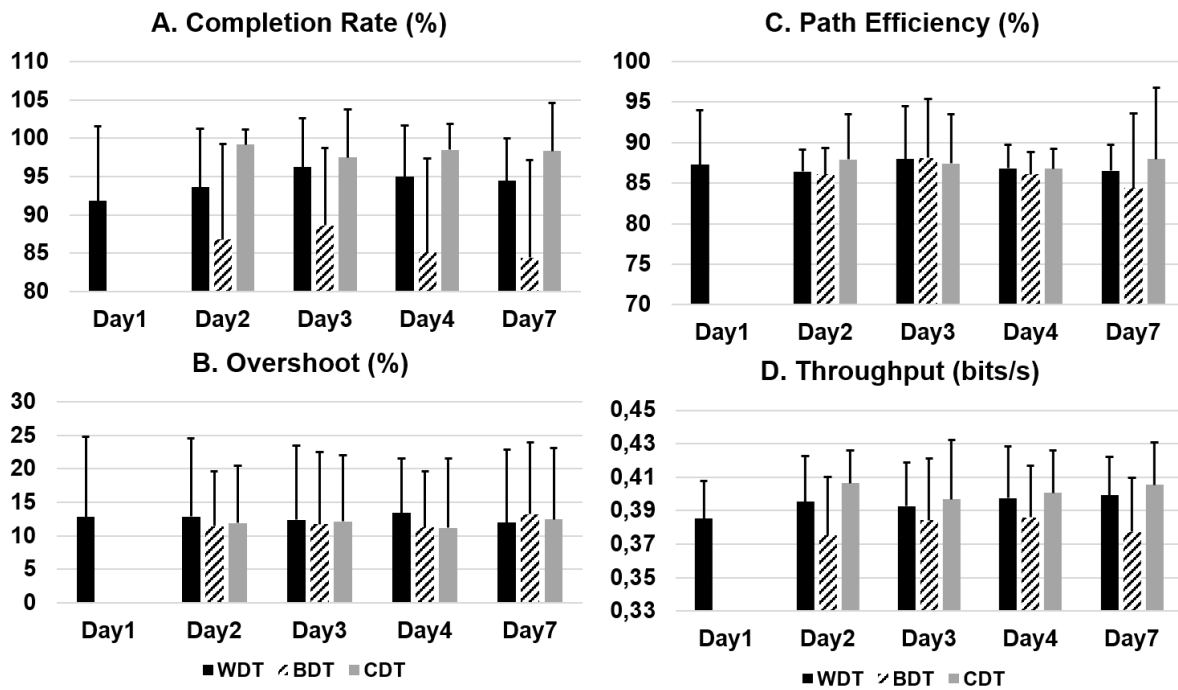 A. Completion Rate (%)
110
105
100
95
90
85
80
Day1 Day2 Day3 Day4 Day7
B. Overshoot (%)
30
25
20
15
10
5
0
Day1 Day2 Day3 Day4 Day7
WDT BDT CDT
C. Path Efficiency (%)
100
95
90
85
80
75
70
Day1 Day2 Day3 Day4 Day7
D. Throughput (bits/s)
0,45
0,43
0,41
0,39
0,37
0,35
0,33
Day1 Day2 Day3 Day4 Day7
WDT BDT CDT